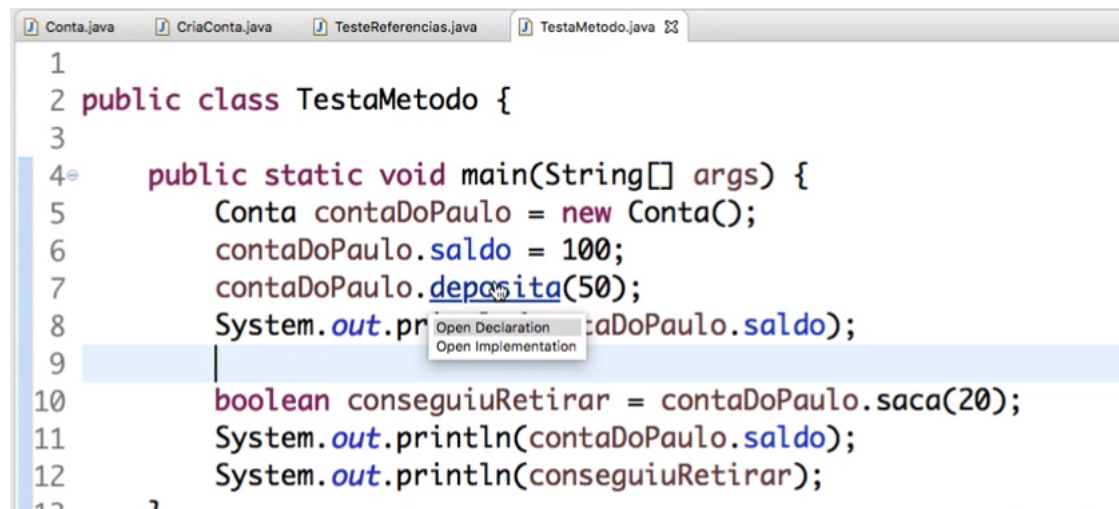 Conta.java CriaConta.java TesteReferencias.java TestaMetodo.java
1
2 public class TestaMetodo {
3
4 public static void main(String[] args) {
5 Conta contaDoPaulo = new Conta();
6 contaDoPaulo.saldo = 100;
7 contaDoPaulo.deposita(50);
8 System.out.pr taDoPaulo.saldo);
Open Declaration
Open Implementation
9
10 boolean conseguiuRetirar = contaDoPaulo.saca(20);
11 System.out.println(contaDoPaulo.saldo);
12 System.out.println(conseguiuRetirar);